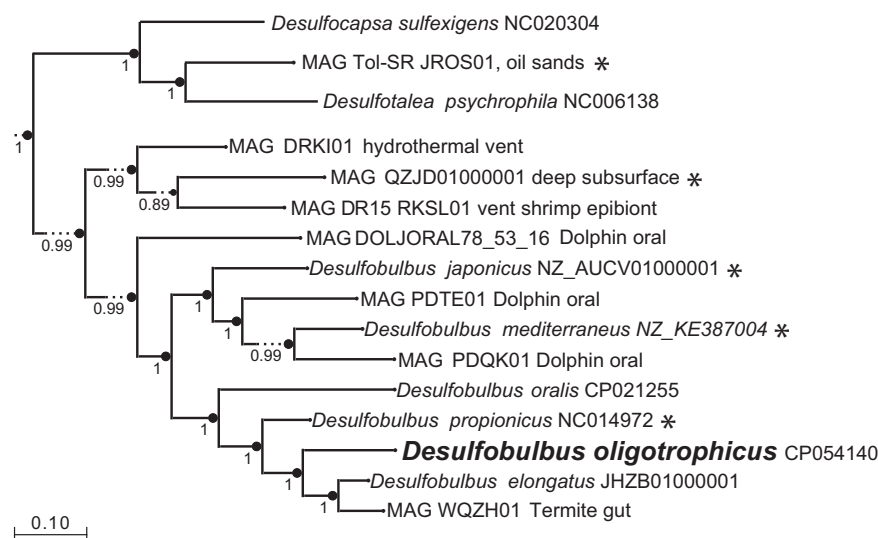 Desulfocapsa sulfexigens NC020304
MAG Tol-SR JROS01, oil sands *
1
Desulfotalea psychrophila NC006138
1
1
MAG DRKI01 hydrothermal vent
0.99
MAG QZJD01000001 deep subsurface *
0.89
MAG DR15 RKSL01 vent shrimp epibiont
0.99
MAG DOLJORAL78_53_16 Dolphin oral
Desulfobulbus japonicus NZ_AUCV01000001 *
0.99
1
MAG PDTE01 Dolphin oral
Desulfobulbus mediterraneus NZ_KE387004 *
1
0.99
MAG PDQK01 Dolphin oral
1
Desulfobulbus oralis CP021255
1
Desulfobulbus propionicus NC014972 *
Desulfobulbus oligotrophicus CP054140
1
Desulfobulbus elongatus JHZB01000001
1
1
MAG WQZH01 Termite gut
0.10